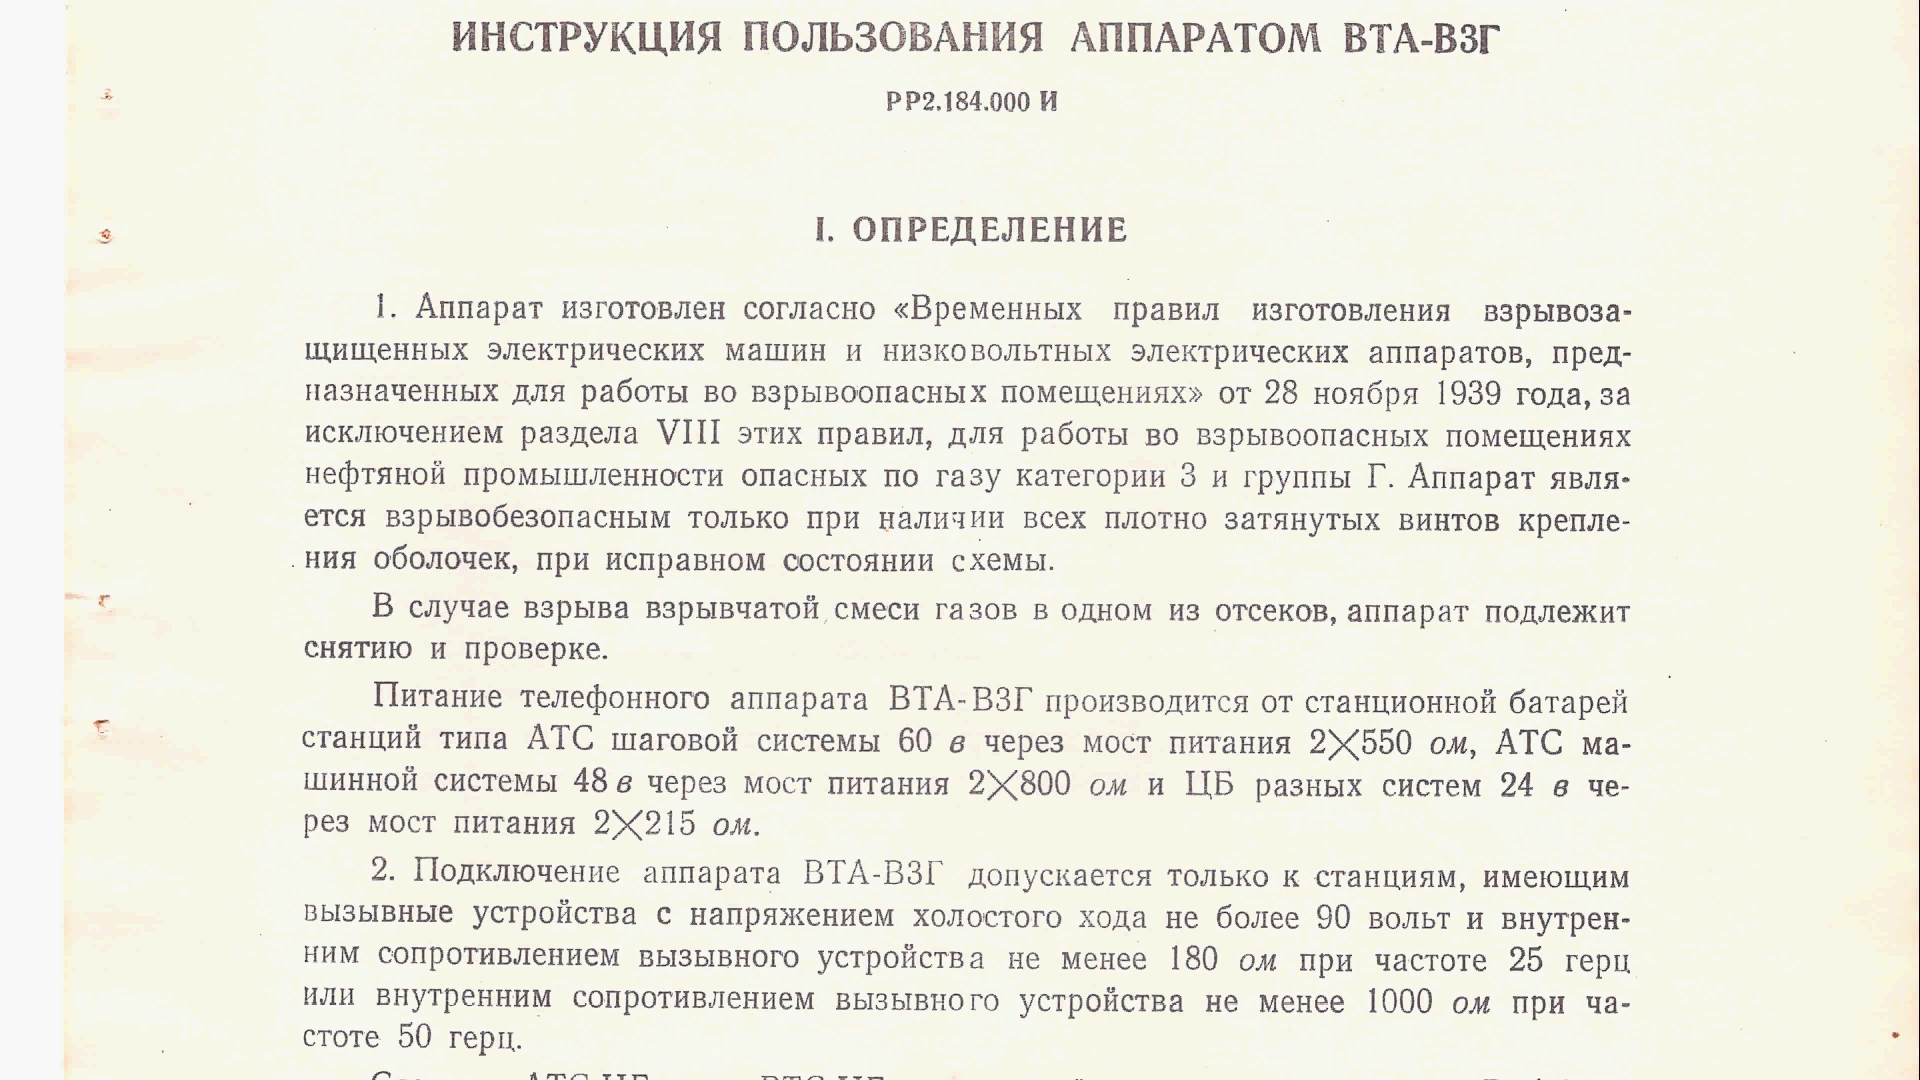 ИНСТРУКЦИЯ ПОЛЬЗОВАНИЯ АППАРАТОМ ВТА-ВЗГ
РР2.184.000 И
I. ОПРЕДЕЛЕНИЕ
1. Аппарат изготовлен согласно «Временных правил изготовления взрывоза-
щищенных электрических машин и низковольтных электрических аппаратов, пред-
назначенных для работы во взрывоопасных помещениях» от 28 ноября 1939 года, за
исключением раздела VIII этих правил, для работы во взрывоопасных помещениях
нефтяной промышленности опасных по газу категории 3 и группы Г. Аппарат явля-
ется взрывобезопасным только при наличии всех плотно затянутых винтов крепле-
ния оболочек, при исправном состоянии схемы.
В случае взрыва взрывчатой смеси газов в одном из отсеков, аппарат подлежит
снятию и проверке.
Питание телефонного аппарата ВТА-ВЗГ производится от станционной батарей
станций типа АТС шаговой системы 60 в через мост питания 2×550 ом, АТС ма-
шинной системы 48 в через мост питания 2×800 ом и ЦБ разных систем 24 в че-
рез мост питания 2×215 ом.
2. Подключение аппарата ВТА-ВЗГ допускается только к станциям, имеющим
вызывные устройства с напряжением холостого хода не более 90 вольт и внутрен-
ним сопротивлением вызывного устройства не менее 180 ом при частоте 25 герц
или внутренним сопротивлением вызывного устройства не менее 1000 ом при ча-
стоте 50 герц.